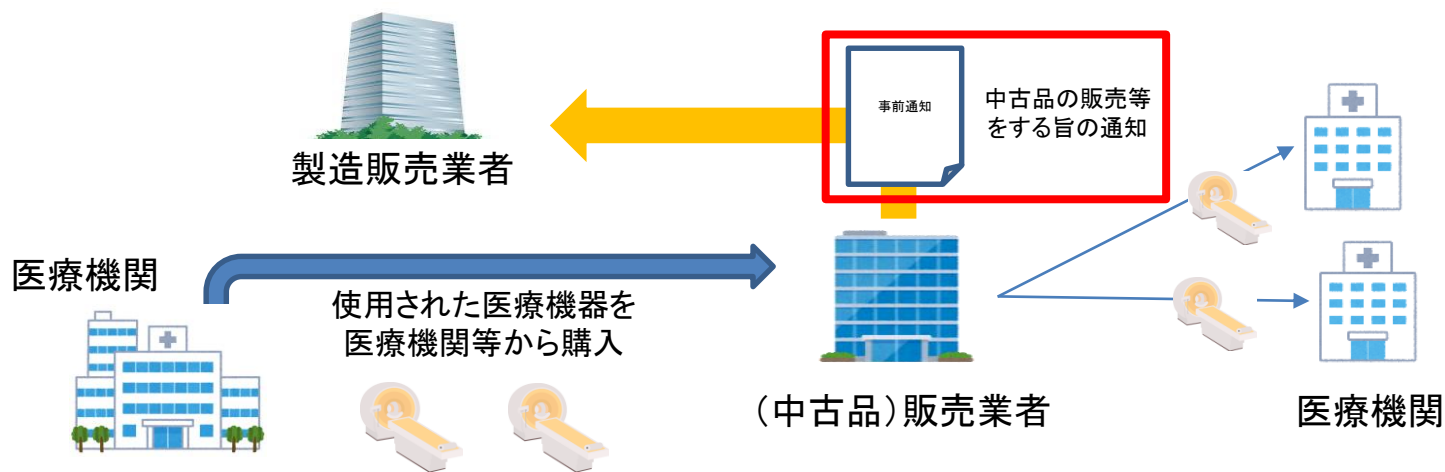 事前通知
中古品の販売等
をする旨の通知
製造販売業者
医療機関
使用された医療機器を
医療機関等から購入
（中古品）販売業者
医療機関